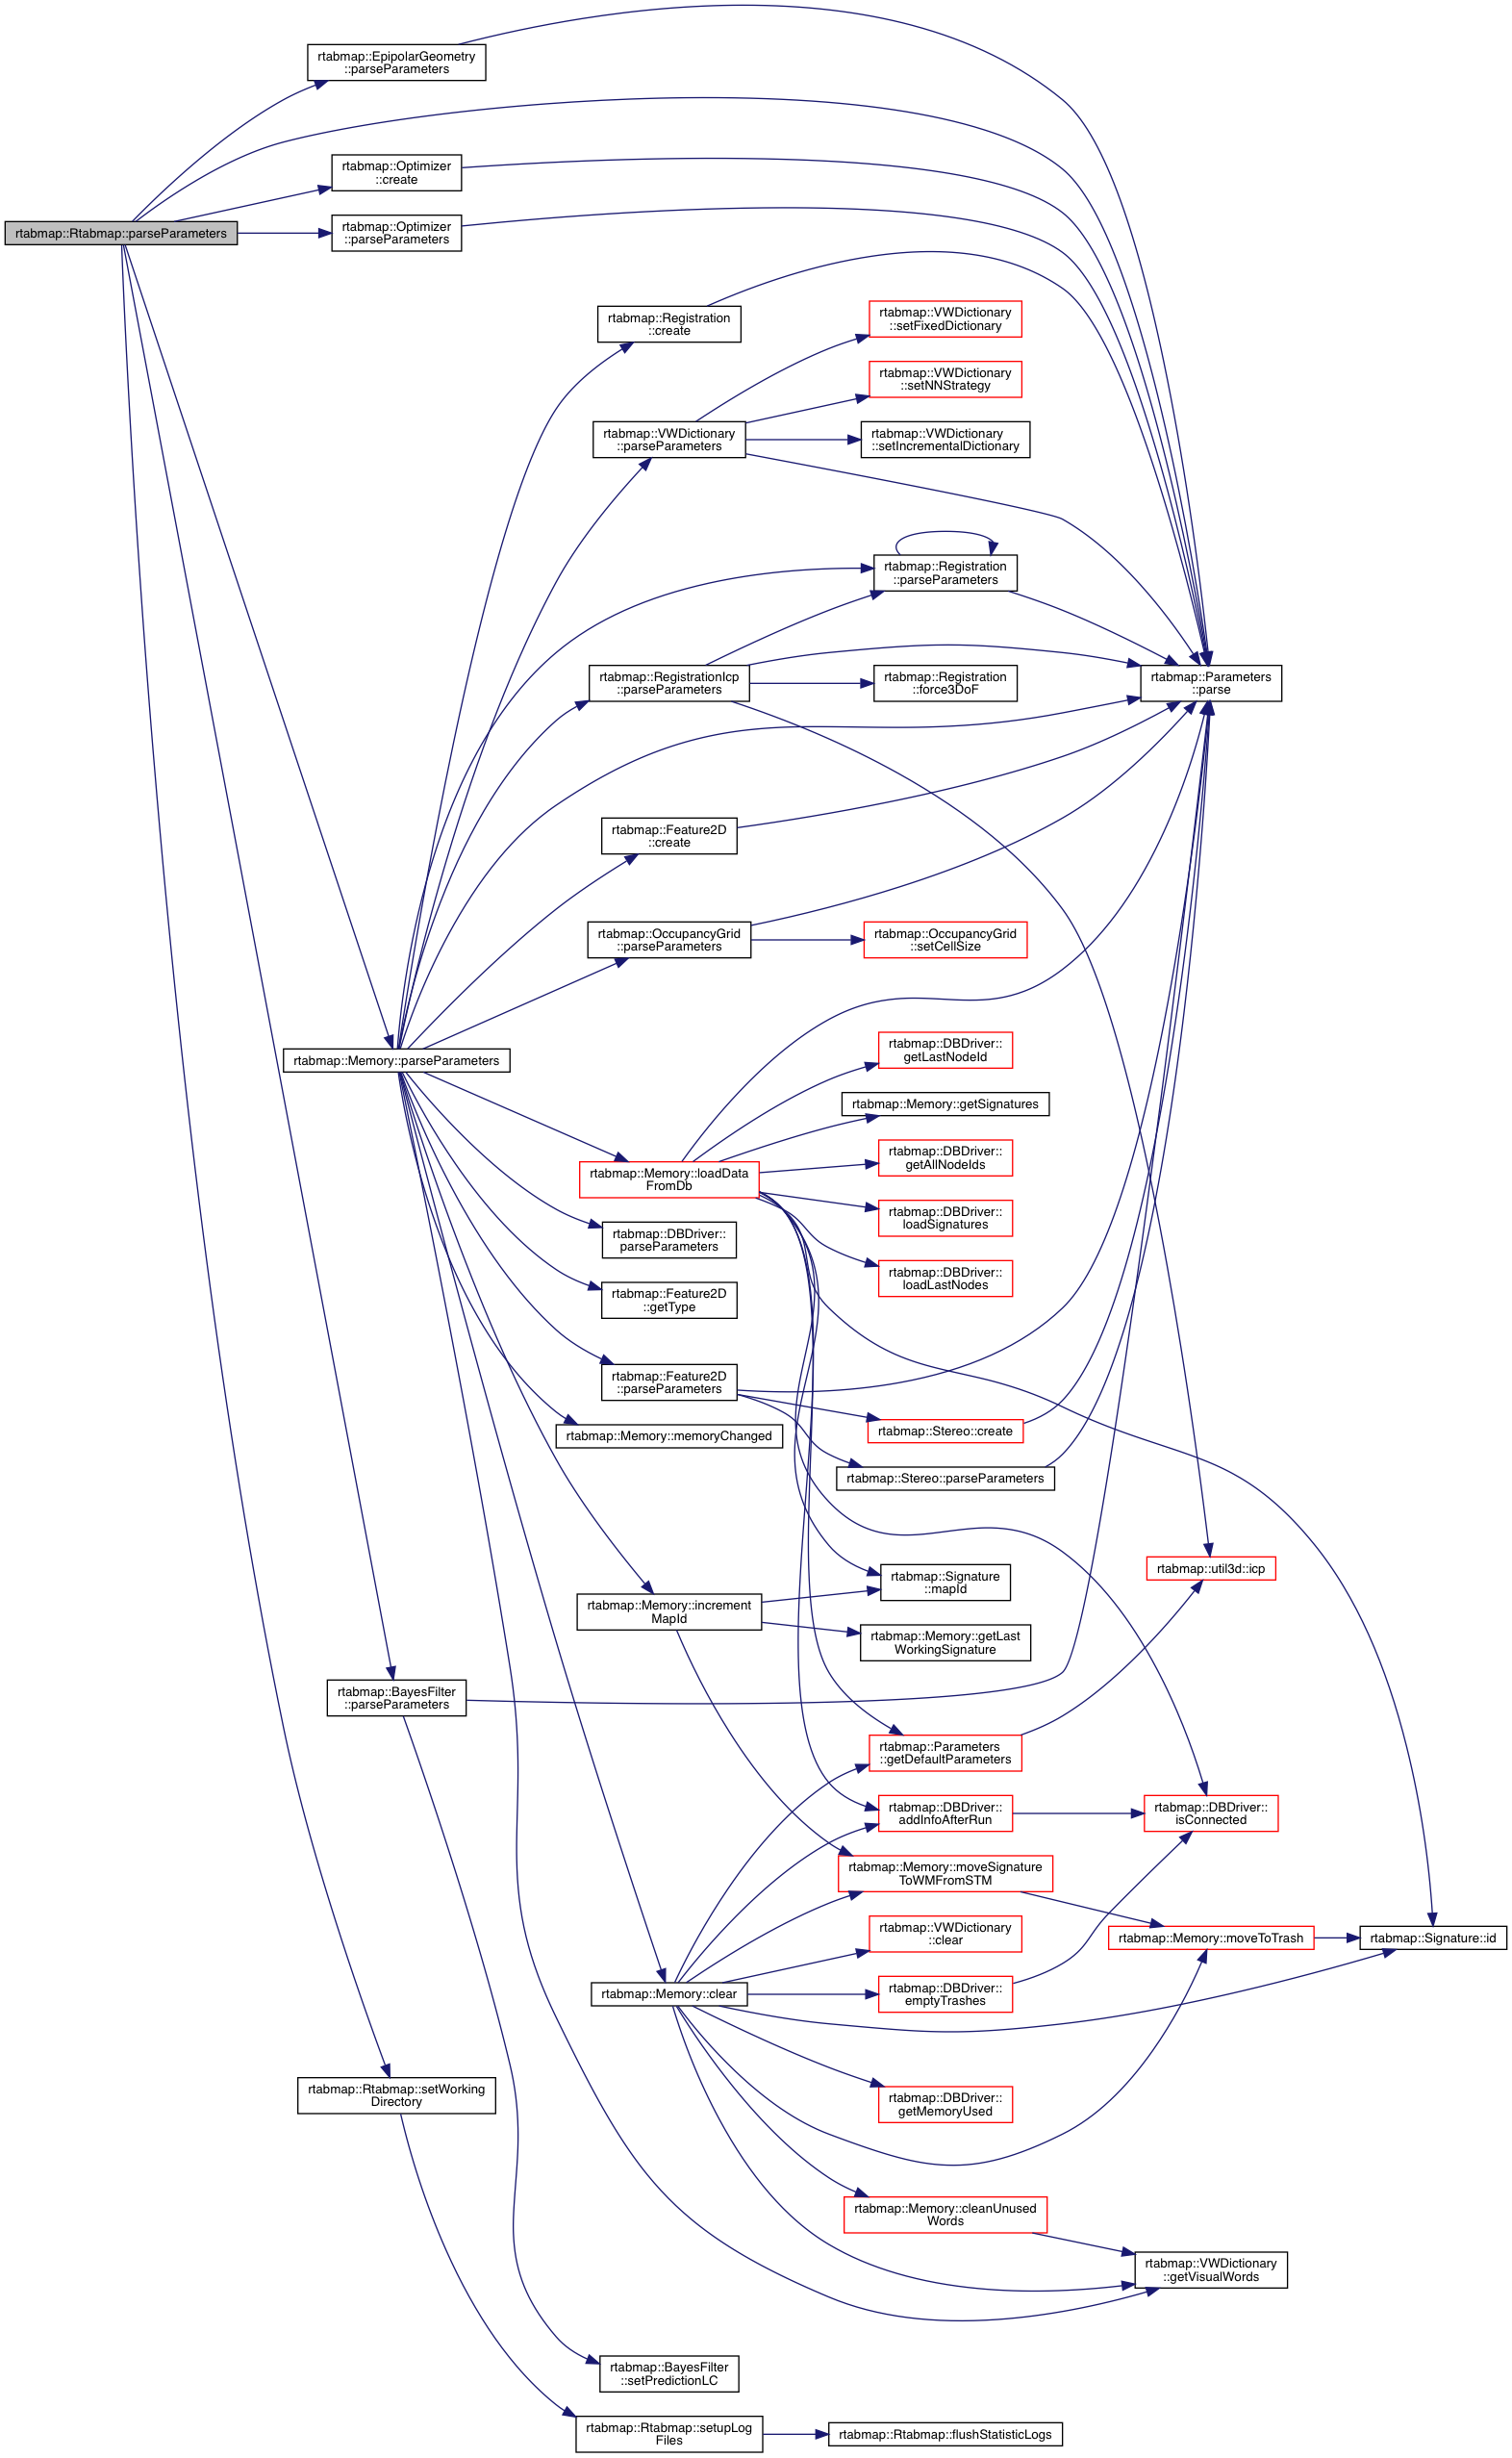 rtabmap::EpipolarGeometry
::parseParameters
rtabmap::Optimizer
::create
rtabmap::Rtabmap::parseParameters
rtabmap::Optimizer
::parseParameters
rtabmap::Registration
::create
rtabmap::VWDictionary
::setFixedDictionary
rtabmap::VWDictionary
::setNNStrategy
rtabmap::VWDictionary
::parseParameters
rtabmap::VWDictionary
::setIncrementalDictionary
rtabmap::Registration
::parseParameters
rtabmap::RegistrationIcp
::parseParameters
rtabmap::Registration
::force3DoF
rtabmap::Parameters
::parse
rtabmap::Feature2D
::create
rtabmap::OccupancyGrid
::parseParameters
rtabmap::OccupancyGrid
::setCellSize
rtabmap::DBDriver::
getLastNodeId
rtabmap::Memory::parseParameters
rtabmap::Memory::getSignatures
rtabmap::DBDriver::
getAllNodeIds
rtabmap::Memory::loadData
FromDb
rtabmap::DBDriver::
loadSignatures
rtabmap::DBDriver::
parseParameters
rtabmap::DBDriver::
loadLastNodes
rtabmap::Feature2D
::getType
rtabmap::Feature2D
::parseParameters
rtabmap::Stereo::create
rtabmap::Memory::memoryChanged
rtabmap::Stereo::parseParameters
rtabmap::util3d::icp
rtabmap::Signature
::mapId
rtabmap::Memory::increment
MapId
rtabmap::Memory::getLast
WorkingSignature
rtabmap::BayesFilter
::parseParameters
rtabmap::Parameters
::getDefaultParameters
rtabmap::DBDriver::
addInfoAfterRun
rtabmap::DBDriver::
isConnected
rtabmap::Memory::moveSignature
ToWMFromSTM
rtabmap::VWDictionary
::clear
rtabmap::Memory::moveToTrash
rtabmap::Signature::id
rtabmap::Memory::clear
rtabmap::DBDriver::
emptyTrashes
rtabmap::Rtabmap::setWorking
Directory
rtabmap::DBDriver::
getMemoryUsed
rtabmap::Memory::cleanUnused
Words
rtabmap::VWDictionary
::getVisualWords
rtabmap::BayesFilter
::setPredictionLC
rtabmap::Rtabmap::setupLog
Files
rtabmap::Rtabmap::flushStatisticLogs